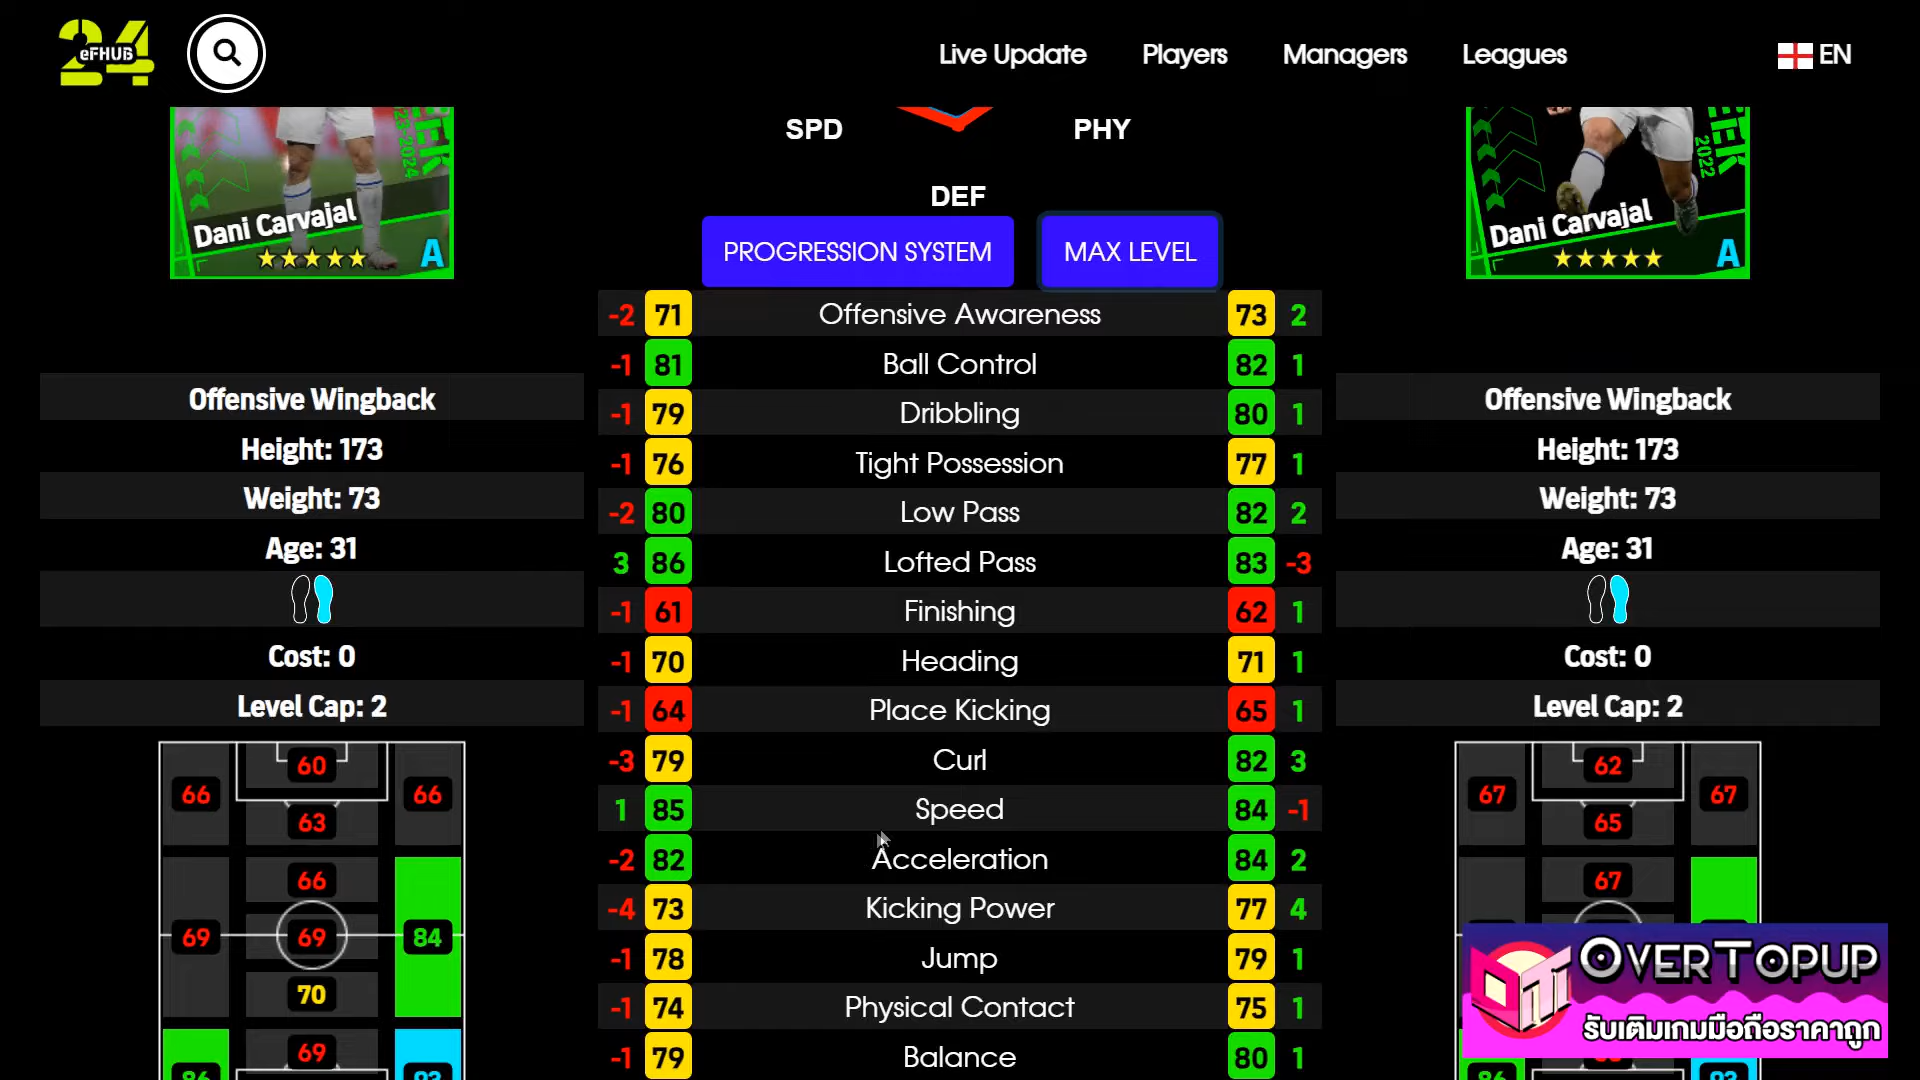 24
eFHUB
Live Update
Players
Managers
Leagues
EN
SPD
PHY
DEF
2023-2024
Dani Carvajal
A
EEK
2022
Dani Carvajal
A
PROGRESSION SYSTEM
MAX LEVEL
-2 71 Offensive Awareness 73 2
-1 81 Ball Control 82 1
-1 79 Dribbling 80 1
-1 76 Tight Possession 77 1
-2 80 Low Pass 82 2
3 86 Lofted Pass 83 -3
-1 61 Finishing 62 1
-1 70 Heading 71 1
-1 64 Place Kicking 65 1
-3 79 Curl 82 3
1 85 Speed 84 -1
-2 82 Acceleration 84 2
-4 73 Kicking Power 77 4
-1 78 Jump 79 1
-1 74 Physical Contact 75 1
-1 79 Balance 80 1
Offensive Wingback
Height: 173
Weight: 73
Age: 31
Cost: 0
Level Cap: 2
60
66
66
63
66
69
69
84
70
69
Offensive Wingback
Height: 173
Weight: 73
Age: 31
Cost: 0
Level Cap: 2
62
67
67
65
67
OTU
OVERTOPUP
รับเติมเกมมือถือราคาถูก